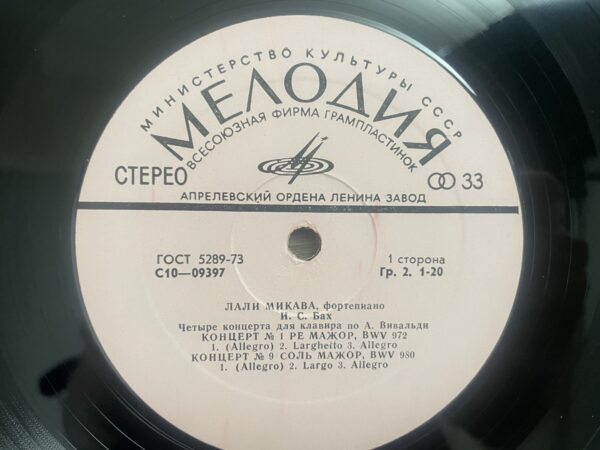 МИНИСТЕРСТВО КУЛЬТУРЫ СССР
МЕЛОДИЯ
ВСЕСОЮЗНАЯ ФИРМА ГРАМПЛАСТИНОК
СТЕРЕО
33
АПРЕЛЕВСКИЙ ОРДЕНА ЛЕНИНА ЗАВОД
ГОСТ 5289-73
1 сторона
С10—09397
Гр. 2. 1-20
ЛАЛИ МИКАВА, фортепиано
И. С. Бах
Четыре концерта для клавира по А. Вивальди
КОНЦЕРТ № 1 РЕ МАЖОР, BWV 972
1. (Allegro) 2. Larghetto 3. Allegro
КОНЦЕРТ № 9 СОЛЬ МАЖОР, BWV 980
1. (Allegro) 2. Largo 3. Allegro